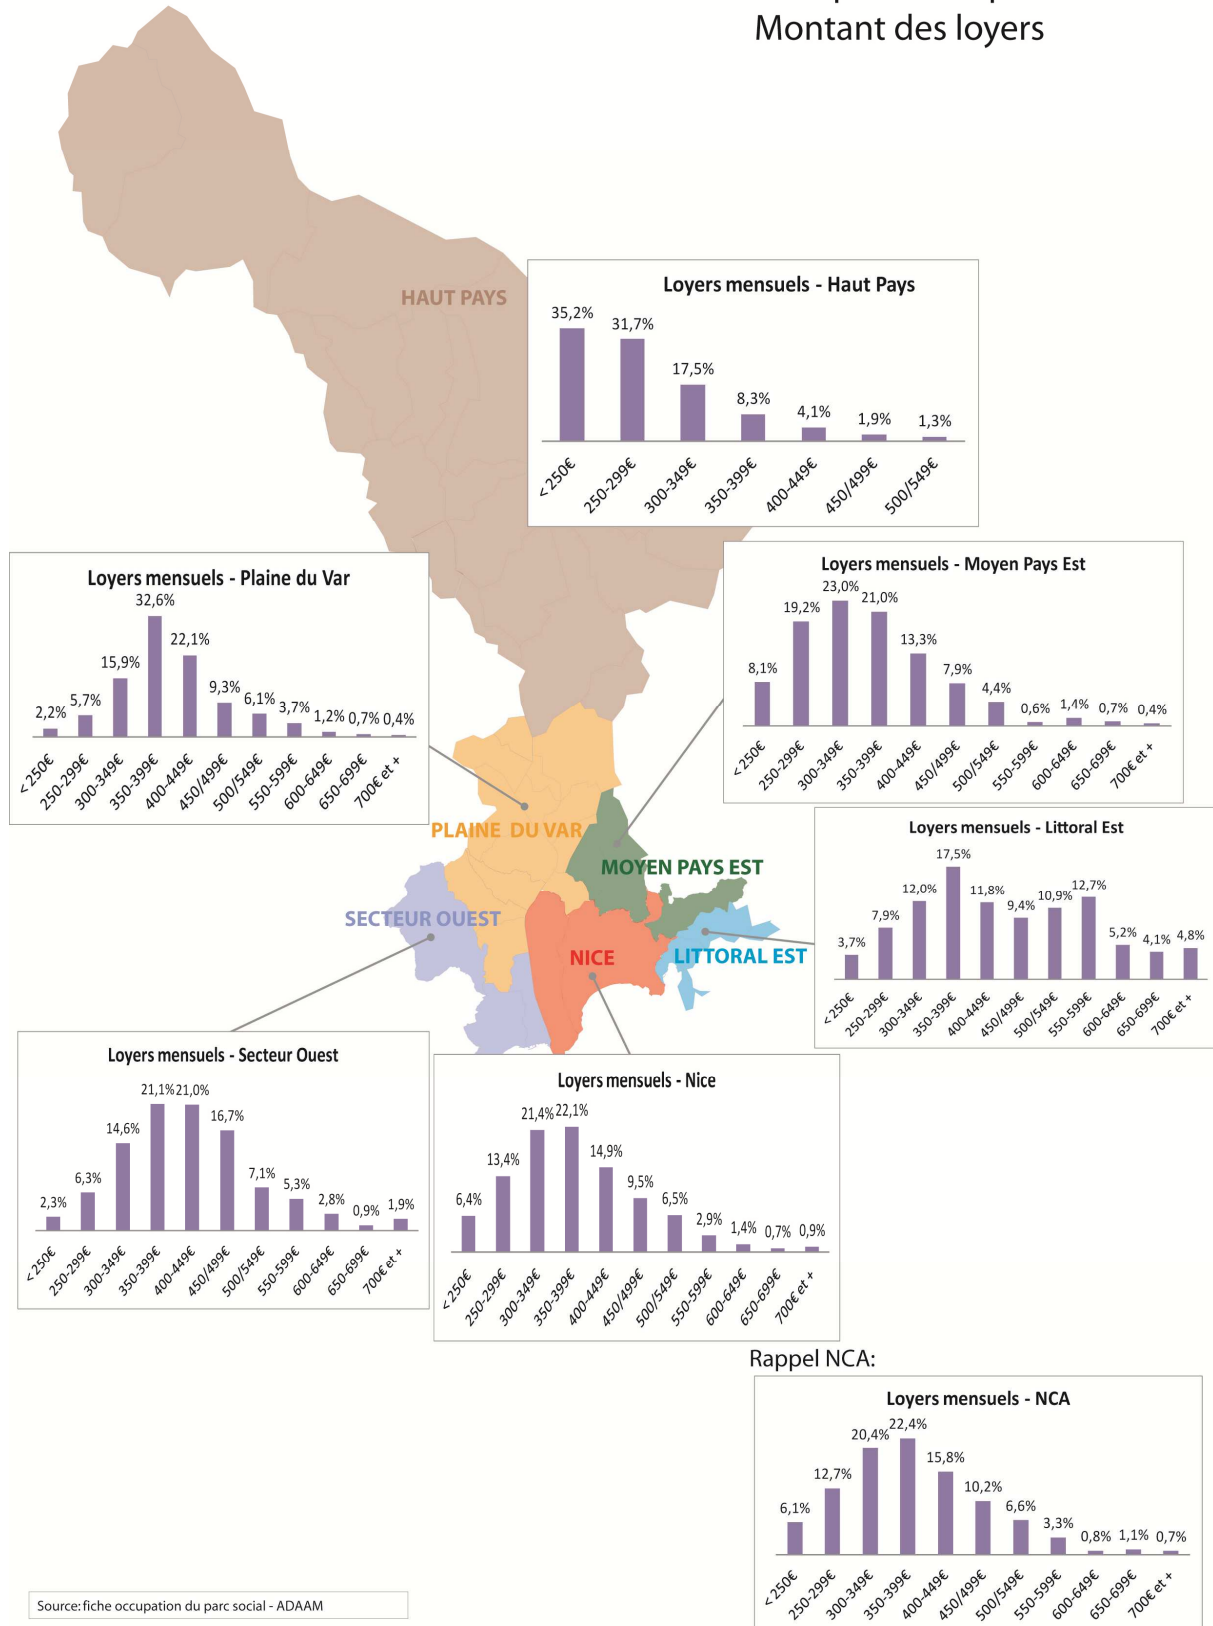 Montant des loyers
HAUT PAYS
Loyers mensuels - Haut Pays
35,2% 31,7% 17,5% 8,3% 4,1% 1,9% 1,3%
< 250€ 250-299€ 300-349€ 350-399€ 400-449€ 450/499€ 500/549€
Loyers mensuels - Plaine du Var
2,2% 5,7% 15,9% 32,6% 22,1% 9,3% 6,1% 3,7% 1,2% 0,7% 0,4%
< 250€ 250-299€ 300-349€ 350-399€ 400-449€ 450/499€ 500/549€ 550-599€ 600-649€ 650-699€ 700€ et +
Loyers mensuels - Moyen Pays Est
8,1% 19,2% 23,0% 21,0% 13,3% 7,9% 4,4% 0,6% 1,4% 0,7% 0,4%
< 250€ 250-299€ 300-349€ 350-399€ 400-449€ 450/499€ 500/549€ 550-599€ 600-649€ 650-699€ 700€ et +
PLAINE DU VAR
MOYEN PAYS EST
SECTEUR OUEST
NICE
LITTORAL EST
Loyers mensuels - Littoral Est
3,7% 7,9% 12,0% 17,5% 11,8% 9,4% 10,9% 12,7% 5,2% 4,1% 4,8%
< 250€ 250-299€ 300-349€ 350-399€ 400-449€ 450/499€ 500/549€ 550-599€ 600-649€ 650-699€ 700€ et +
Loyers mensuels - Secteur Ouest
2,3% 6,3% 14,6% 21,1% 21,0% 16,7% 7,1% 5,3% 2,8% 0,9% 1,9%
< 250€ 250-299€ 300-349€ 350-399€ 400-449€ 450/499€ 500/549€ 550-599€ 600-649€ 650-699€ 700€ et +
Loyers mensuels - Nice
6,4% 13,4% 21,4% 22,1% 14,9% 9,5% 6,5% 2,9% 1,4% 0,7% 0,9%
< 250€ 250-299€ 300-349€ 350-399€ 400-449€ 450/499€ 500/549€ 550-599€ 600-649€ 650-699€ 700€ et +
Rappel NCA:
Loyers mensuels - NCA
6,1% 12,7% 20,4% 22,4% 15,8% 10,2% 6,6% 3,3% 0,8% 1,1% 0,7%
< 250€ 250-299€ 300-349€ 350-399€ 400-449€ 450/499€ 500/549€ 550-599€ 600-649€ 650-699€ 700€ et +
Source: fiche occupation du parc social - ADAAM